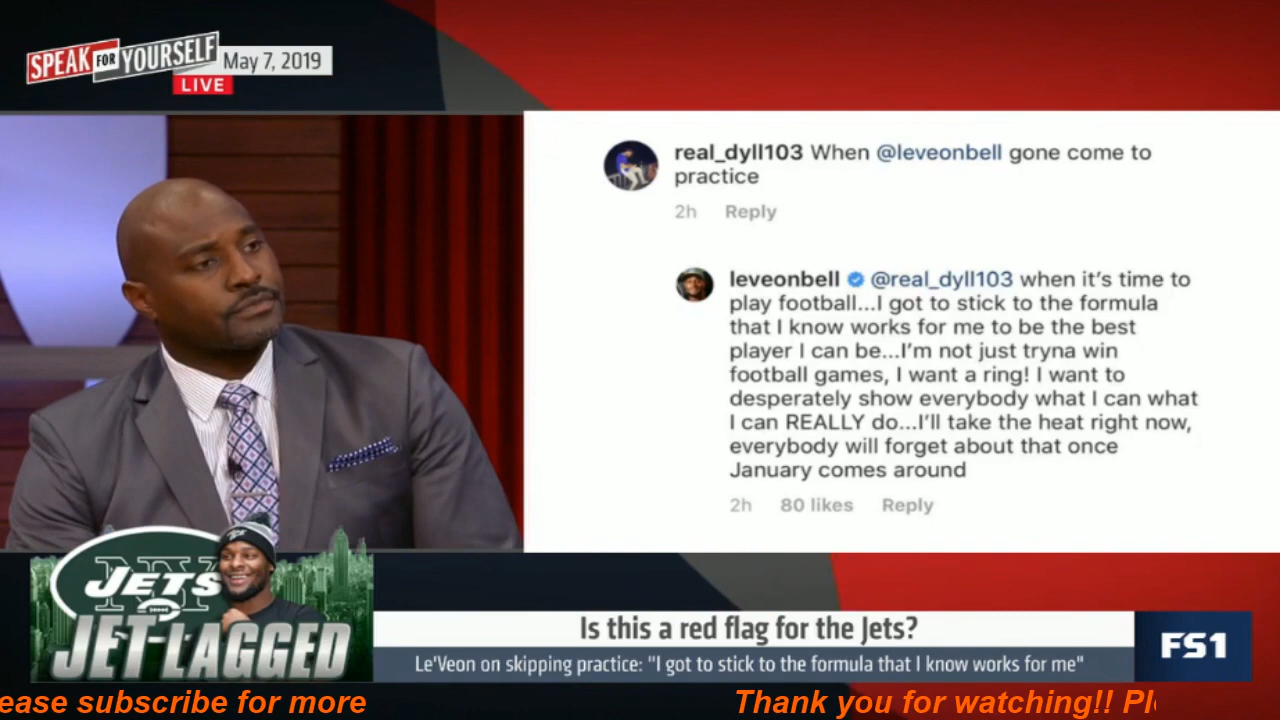 SPEAK FOR YOURSELF
May 7, 2019
LIVE
real_dyll103 When @leveonbell gone come to
practice
2h Reply
leveonbell @real_dyll103 when it's time to
play football...I got to stick to the formula
that I know works for me to be the best
player I can be...I'm not just tryna win
football games, I want a ring! I want to
desperately show everybody what I can what
I can REALLY do...I'll take the heat right now,
everybody will forget about that once
January comes around
2h 80 likes Reply
NY
JETS
JET-LAGGED
Is this a red flag for the Jets?
Le'Veon on skipping practice: "I got to stick to the formula that I know works for me"
FS1
ease subscribe for more
Thank you for watching!! Ple